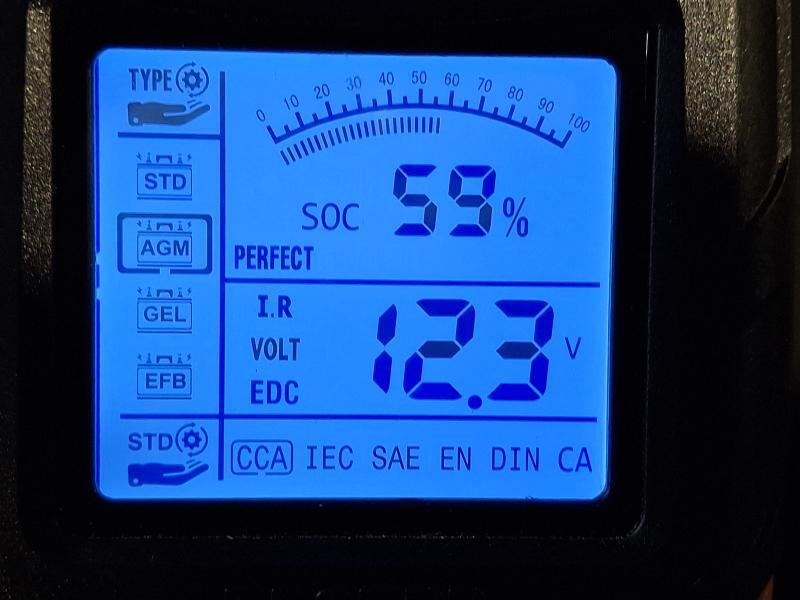 TYPE
0 10 20 30 40 50 60 70 80 90 100
STD
SOC 59%
AGM
PERFECT
GEL
I.R
VOLT 12.3 V
EFB
EDC
STD
CCA IEC SAE EN DIN CA